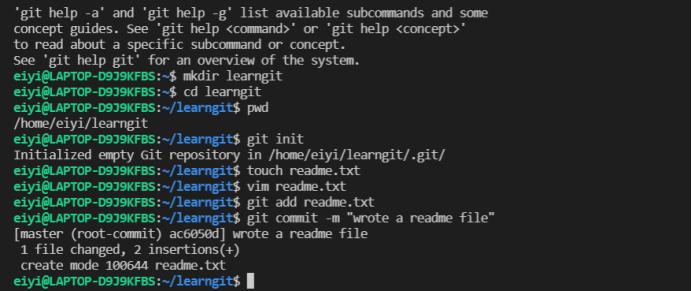 'git help -a' and 'git help -g' list available subcommands and some
concept guides. See 'git help <command>' or 'git help <concept>'
to read about a specific subcommand or concept.
See 'git help git' for an overview of the system.
eiyi@LAPTOP-D9J9KFBS:~$ mkdir learngit
eiyi@LAPTOP-D9J9KFBS:~$ cd learngit
eiyi@LAPTOP-D9J9KFBS:~/learngit$ pwd
/home/eiyi/learngit
eiyi@LAPTOP-D9J9KFBS:~/learngit$ git init
Initialized empty Git repository in /home/eiyi/learngit/.git/
eiyi@LAPTOP-D9J9KFBS:~/learngit$ touch readme.txt
eiyi@LAPTOP-D9J9KFBS:~/learngit$ vim readme.txt
eiyi@LAPTOP-D9J9KFBS:~/learngit$ git add readme.txt
eiyi@LAPTOP-D9J9KFBS:~/learngit$ git commit -m "wrote a readme file"
[master (root-commit) ac6050d] wrote a readme file
 1 file changed, 2 insertions(+)
 create mode 100644 readme.txt
eiyi@LAPTOP-D9J9KFBS:~/learngit$